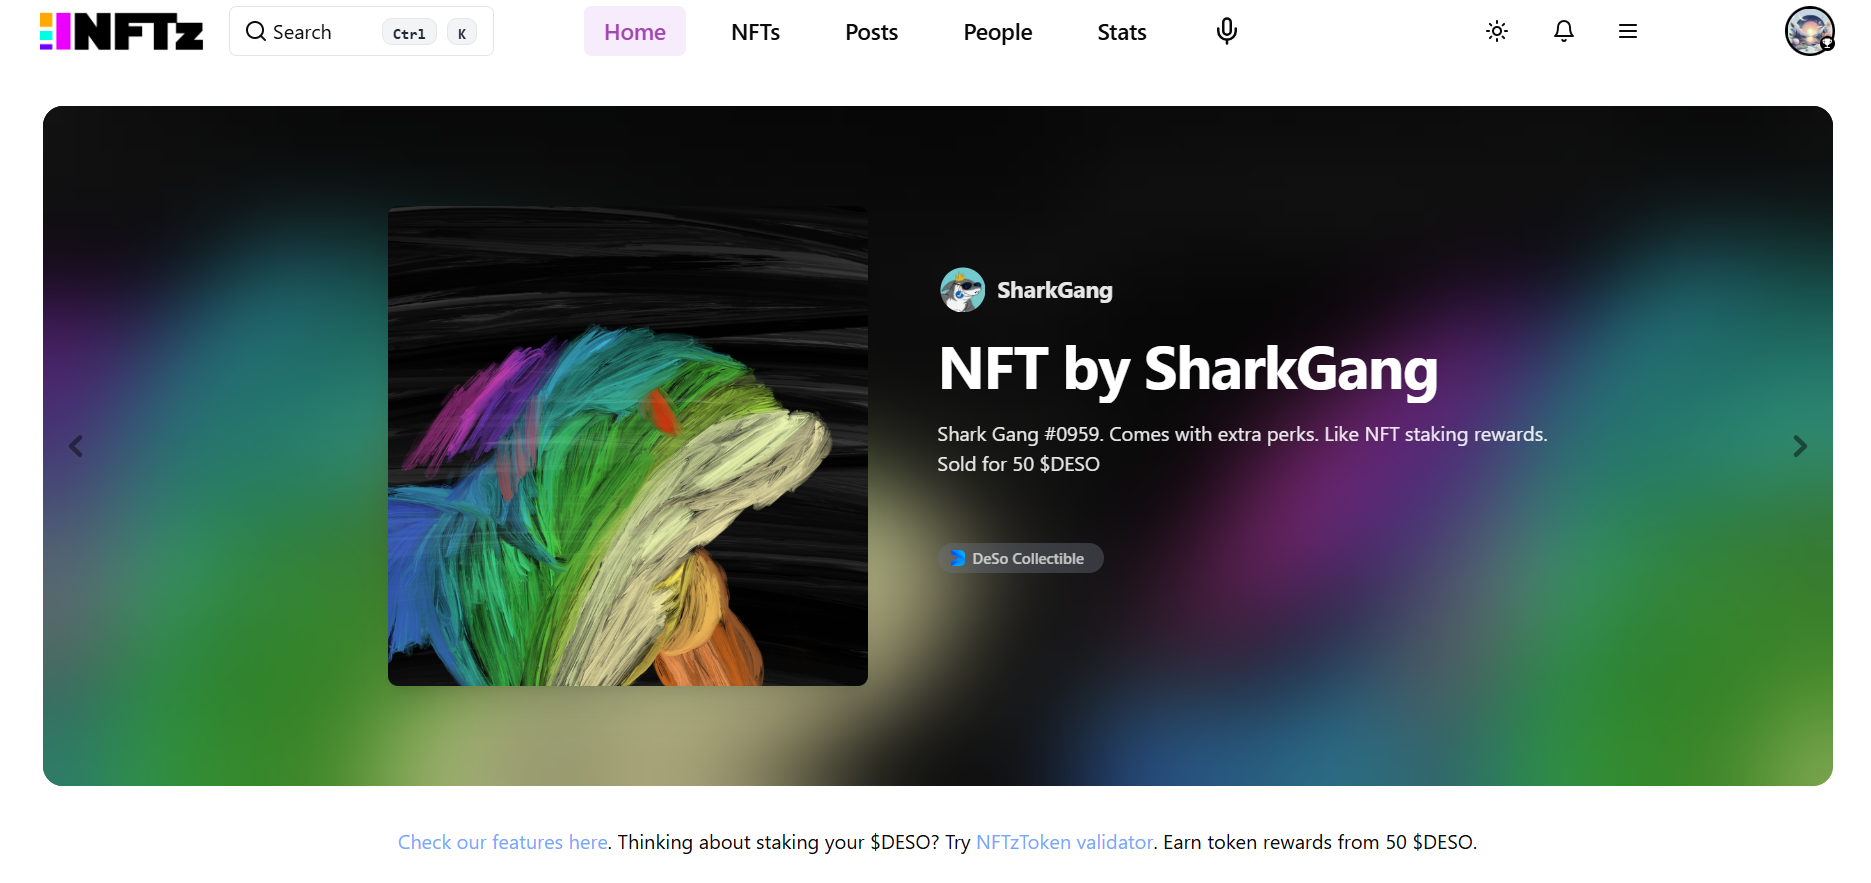 NFTz
Search Ctrl K
Home NFTs Posts People Stats
SharkGang
NFT by SharkGang
Shark Gang #0959. Comes with extra perks. Like NFT staking rewards.
Sold for 50 $DESO
DeSo Collectible
Check our features here. Thinking about staking your $DESO? Try NFTzToken validator. Earn token rewards from 50 $DESO.